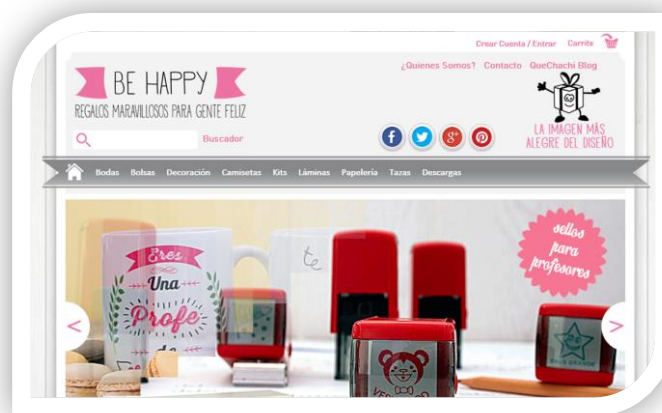 Crear Cuenta / Entrar Carrito
¿Quienes Somos? Contacto QueChachi Blog
BE HAPPY
REGALOS MARAVILLOSOS PARA GENTE FELIZ
Buscador
LA IMAGEN MÁS
ALEGRE DEL DISEÑO
Bodas Bolsas Decoración Camisetas Kits Láminas Papelería Tazas Descargas
sellos
para
profesores
Eres
Una
Profe
de
te
< >